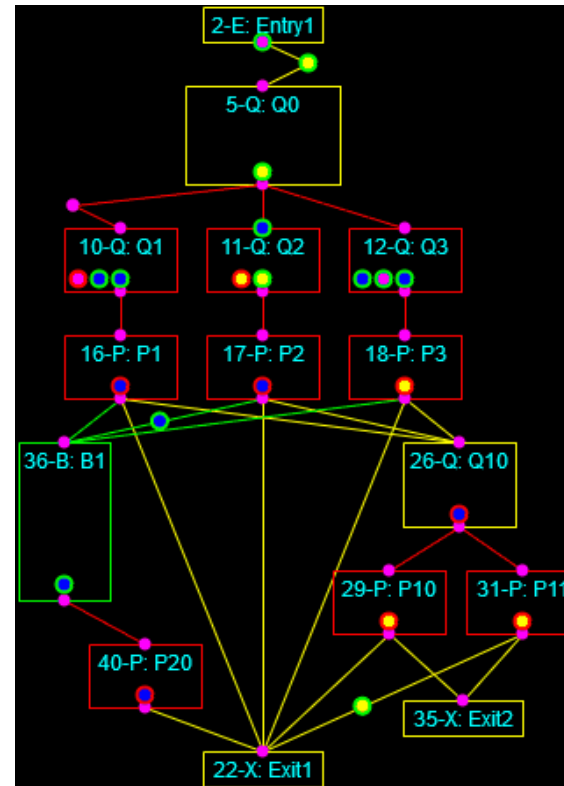 2-E: Entry1
5-Q: Q0
10-Q: Q1
11-Q: Q2
12-Q: Q3
16-P: P1
17-P: P2
18-P: P3
36-B: B1
26-Q: Q10
29-P: P10
31-P: P11
40-P: P20
35-X: Exit2
22-X: Exit1